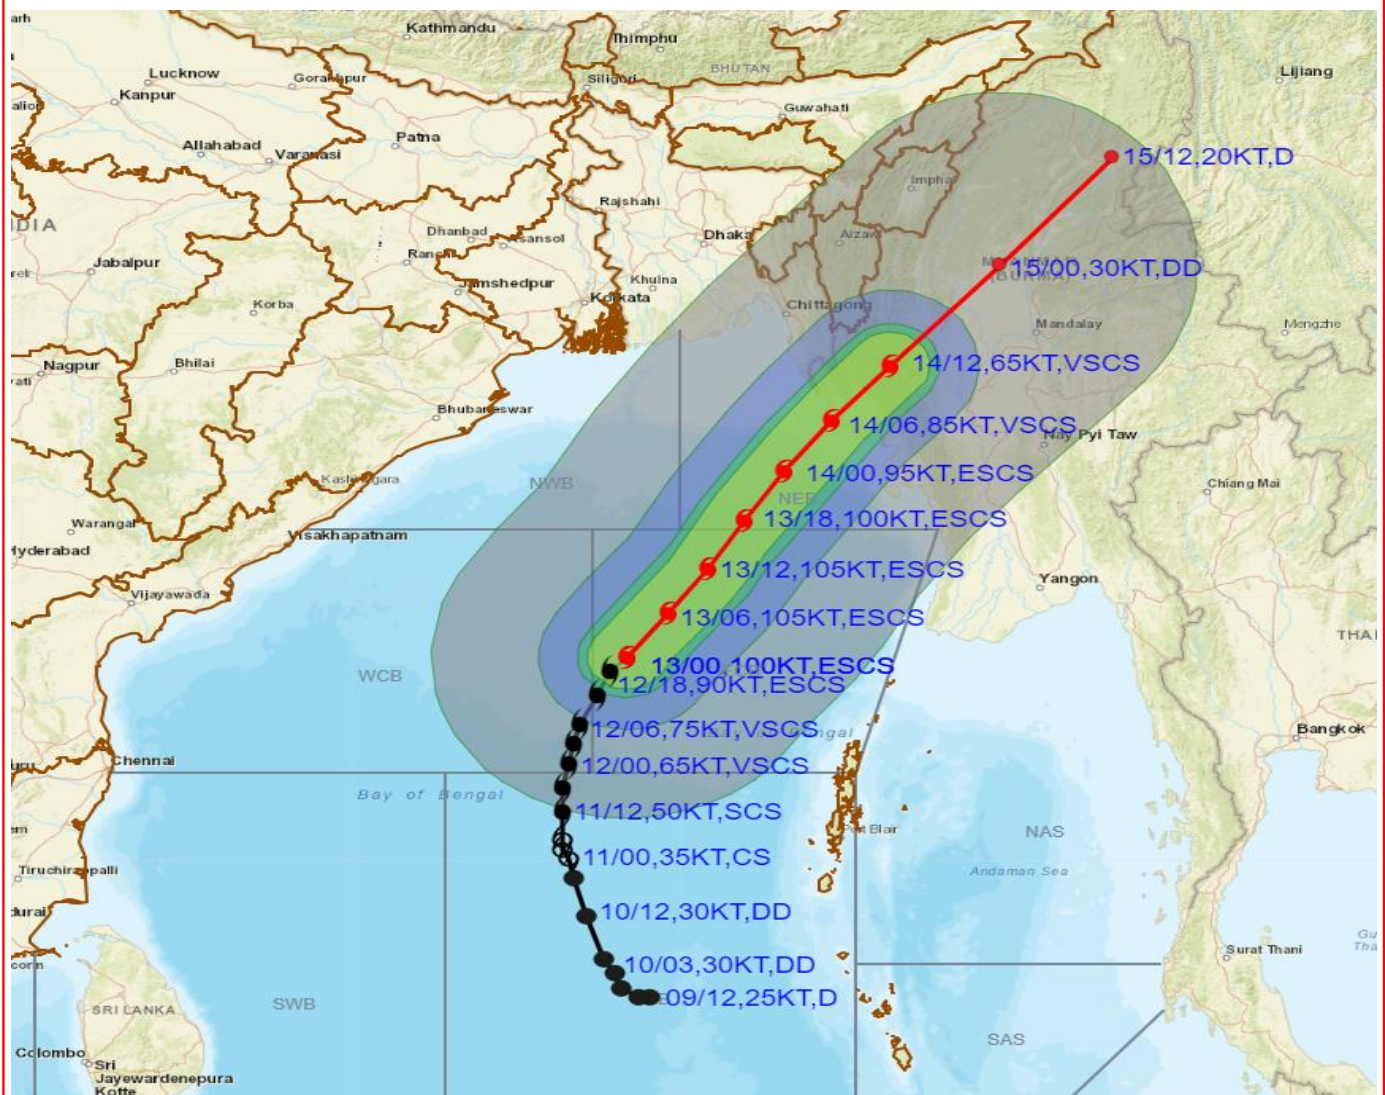 Kathmandu
Thimphu
BHUTAN
Lijiang
Lucknow
Gorakhpur
Siliguri
Kanpur
Guwahati
Patna
Allahabad
Varanasi
15/12,20KT,D
Impha
Rajshahi
Dhanbad
Asansol
Dhaka
Aizaw
Jabalpur
Ranchi
Khulna
Jamshedpur
15/00,30KT,DD
(BURMA)
Korba
Kolkata
Chittagong
Mandalay
Mengzhe
Nagpur
Bhilai
14/12,65KT,VSCS
Bhubaneswar
14/06,85KT,VSCS
Nay Pyi Taw
NWB
14/00,95KT,ESCS
Chiang Mai
Warangal
Visakhapatnam
13/18,100KT,ESCS
Hyderabad
13/12,105KT,ESCS
Yangon
Vijayawada
13/06,105KT,ESCS
THAI
WCB
13/00,100KT,ESCS
12/18,90KT,ESCS
12/06,75KT,VSCS
Bangkok
Chennai
12/00,65KT,VSCS
Bay of Bengal
11/12,50KT,SCS
Port Blair
NAS
11/00,35KT,CS
Andaman Sea
Tiruchirappalli
10/12,30KT,DD
Surat Thani
10/03,30KT,DD
09/12,25KT,D
SRI LANKA
SWB
SAS
Colombo
Sri
Jayewardenepura
Kotte